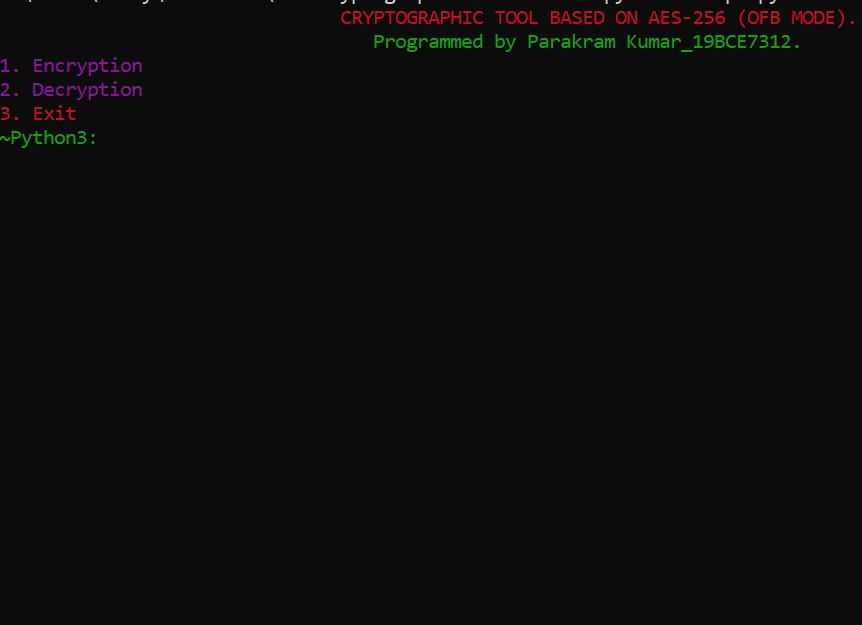 CRYPTOGRAPHIC TOOL BASED ON AES-256 (OFB MODE).
Programmed by Parakram Kumar_19BCE7312.
1. Encryption
2. Decryption
3. Exit
~Python3: